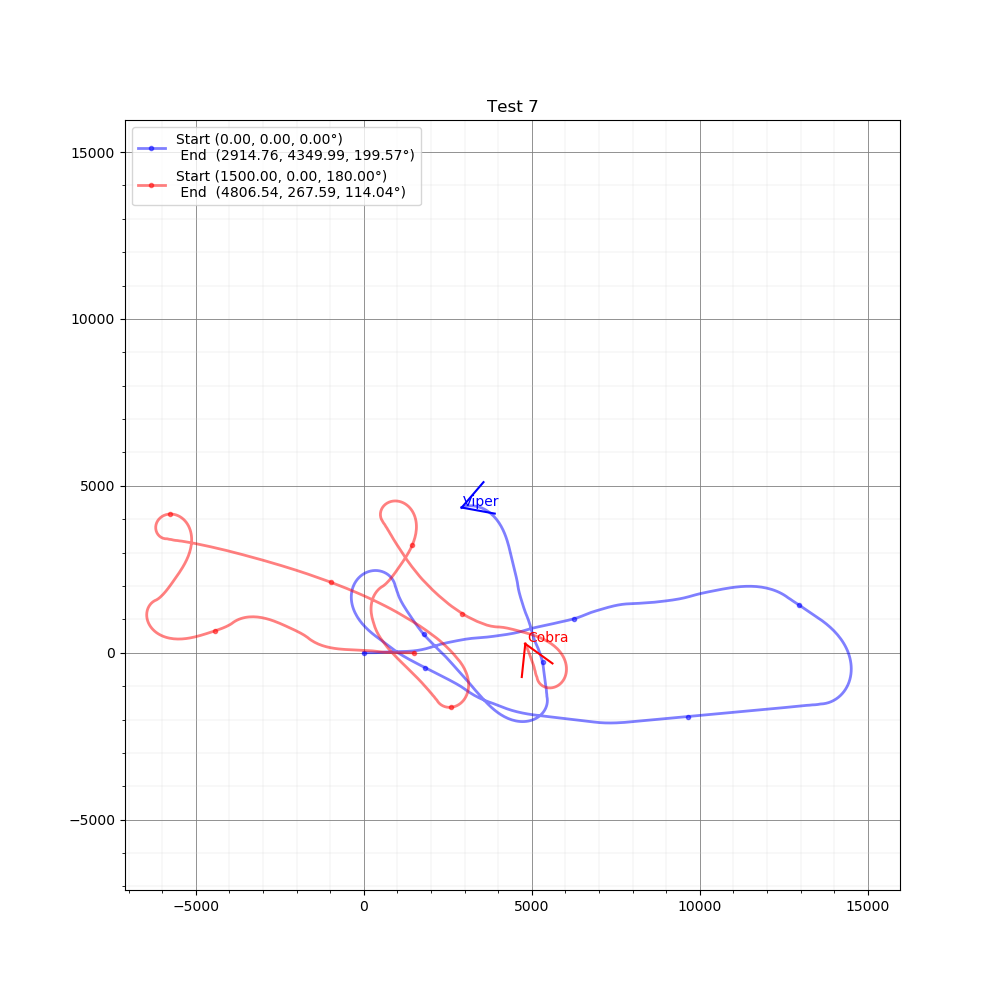 Test 7
Start (0.00, 0.00, 0.00°)
End  (2914.76, 4349.99, 199.57°)
Start (1500.00, 0.00, 180.00°)
End  (4806.54, 267.59, 114.04°)
15000
10000
5000
0
−5000
Viper
Cobra
−5000
0
5000
10000
15000